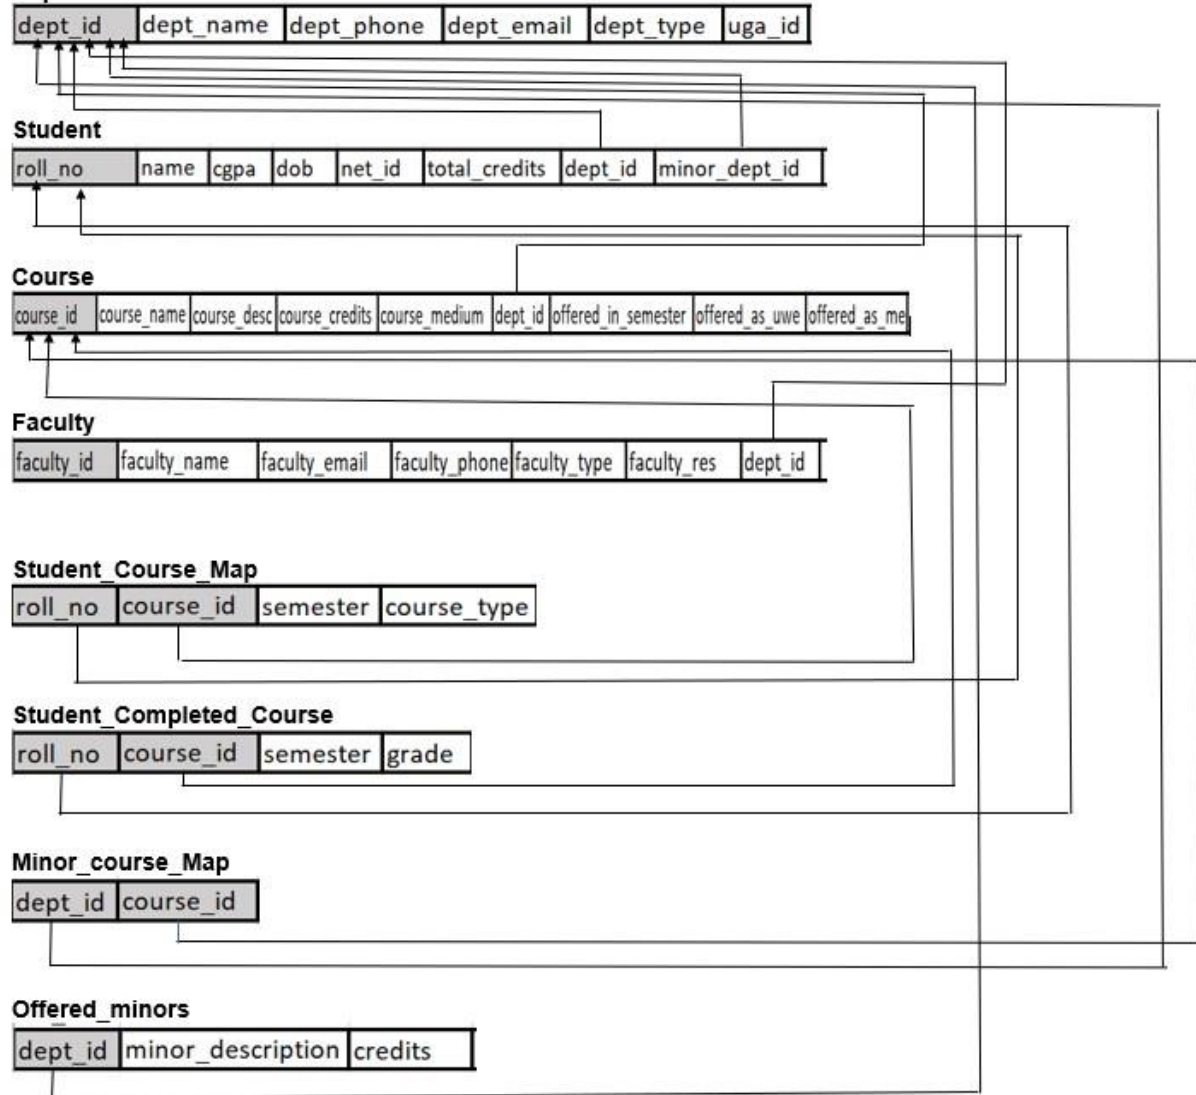 dept_id dept_name dept_phone dept_email dept_type uga_id
Student
roll_no name cgpa dob net_id total_credits dept_id minor_dept_id
Course
course_id course_name course_desc course_credits course_medium dept_id offered_in_semester offered_as_uwe offered_as_me
Faculty
faculty_id faculty_name faculty_email faculty_phone faculty_type faculty_res dept_id
Student_Course_Map
roll_no course_id semester course_type
Student_Completed_Course
roll_no course_id semester grade
Minor_course_Map
dept_id course_id
Offered_minors
dept_id minor_description credits